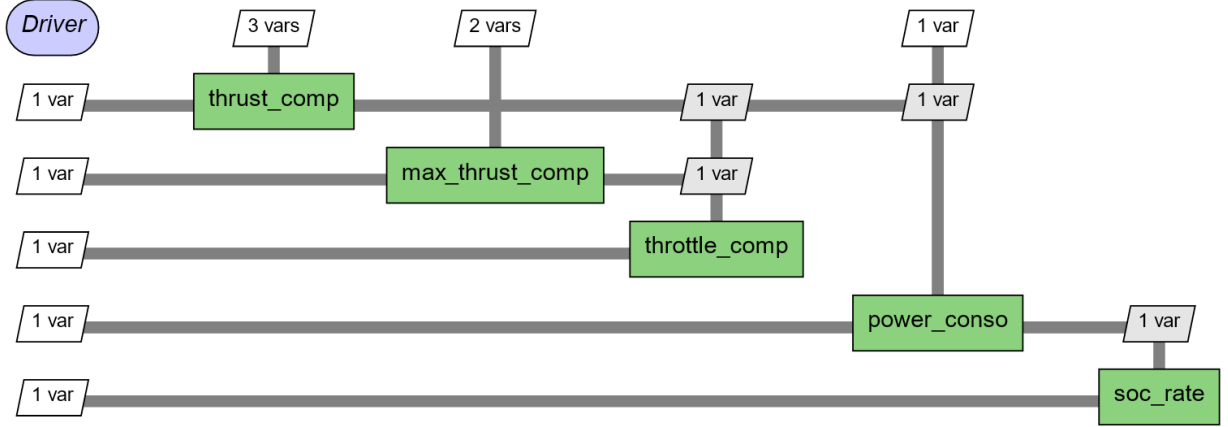 Driver
3 vars
2 vars
1 var
1 var
thrust_comp
1 var
1 var
1 var
max_thrust_comp
1 var
1 var
throttle_comp
1 var
power_conso
1 var
1 var
soc_rate